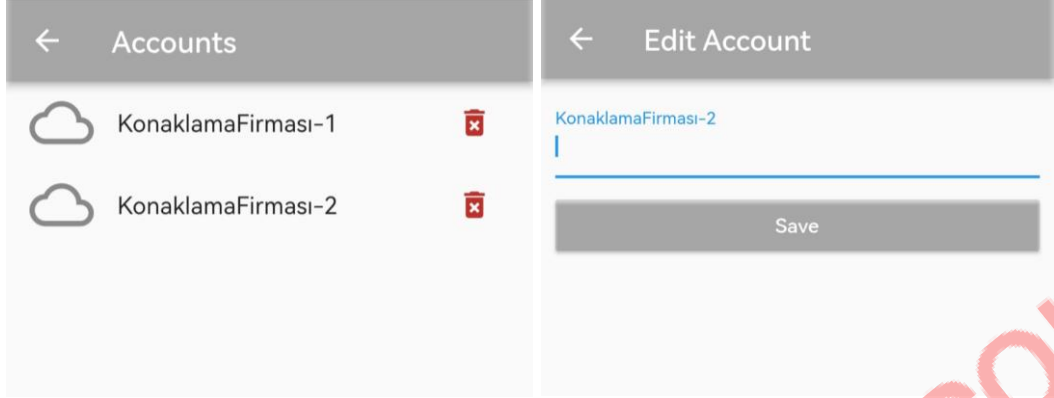 Accounts
KonaklamaFirması-1
KonaklamaFirması-2
Edit Account
KonaklamaFirması-2
Save